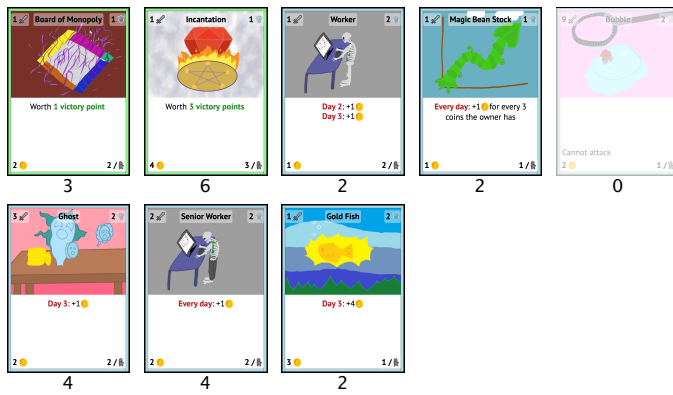 1 Board of Monopoly 1
Worth 1 victory point
2 2 /
3
1 Incantation 1
Worth 3 victory points
4 3 /
6
1 Worker 2
Day 2: +1
Day 3: +1
1 2 /
2
1 Magic Bean Stock 1
Every day: +1 for every 3
coins the owner has
1 1 /
2
9 Bubble 2
Cannot attack
2 1 /
0
3 Ghost 2
Day 3: +1
2 2 /
4
2 Senior Worker 2
Every day: +1
2 2 /
4
1 Gold Fish 2
Day 3: +4
3 1 /
2